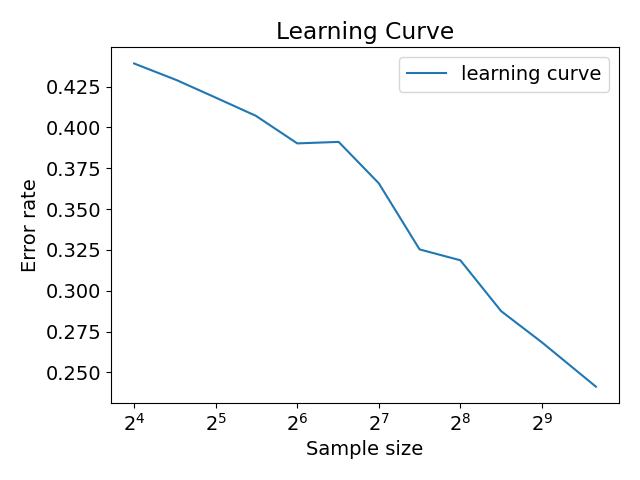 Learning Curve
learning curve
0.425
0.400
0.375
0.350
0.325
0.300
0.275
0.250
Error rate
2⁴ 2⁵ 2⁶ 2⁷ 2⁸ 2⁹
Sample size